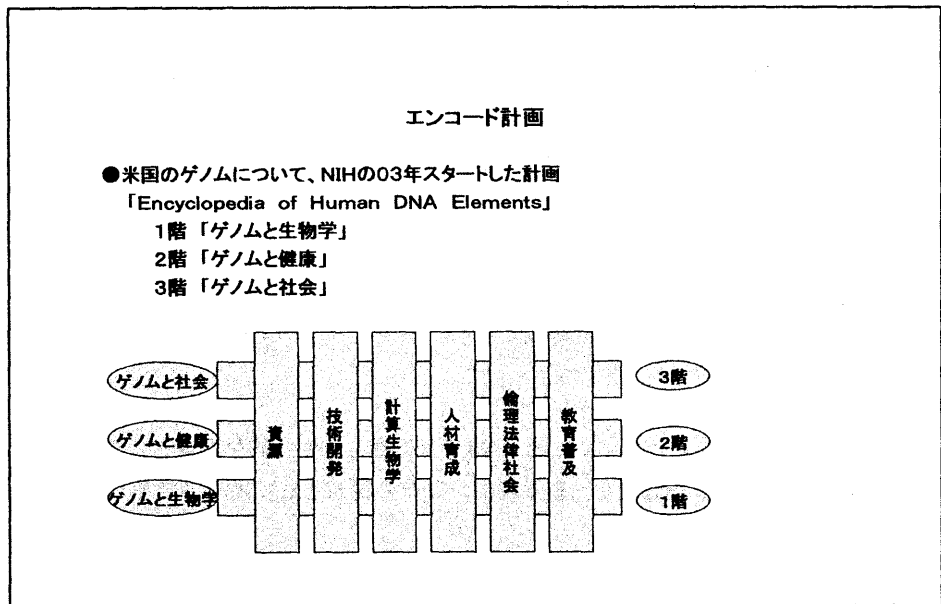 エンコード計画
●米国のゲノムについて、NIHの03年スタートした計画
「Encyclopedia of Human DNA Elements」
1階 「ゲノムと生物学」
2階 「ゲノムと健康」
3階 「ゲノムと社会」
ゲノムと社会
ゲノムと健康
ゲノムと生物学
資源
技術開発
計算生物学
人材育成
倫理法律社会
教育普及
3階
2階
1階